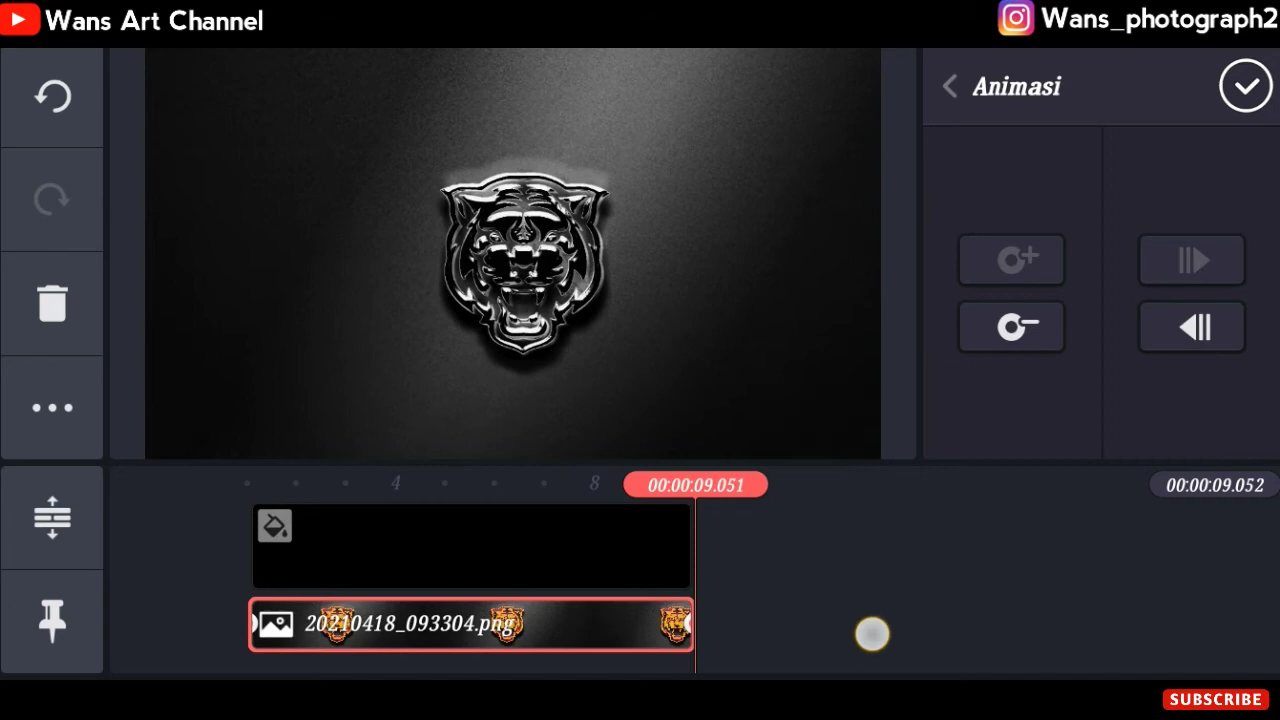 Wans Art Channel
Wans_photograph2
Animasi
4
8
00:00:09.051
00:00:09.052
20210418_093304.png
SUBSCRIBE